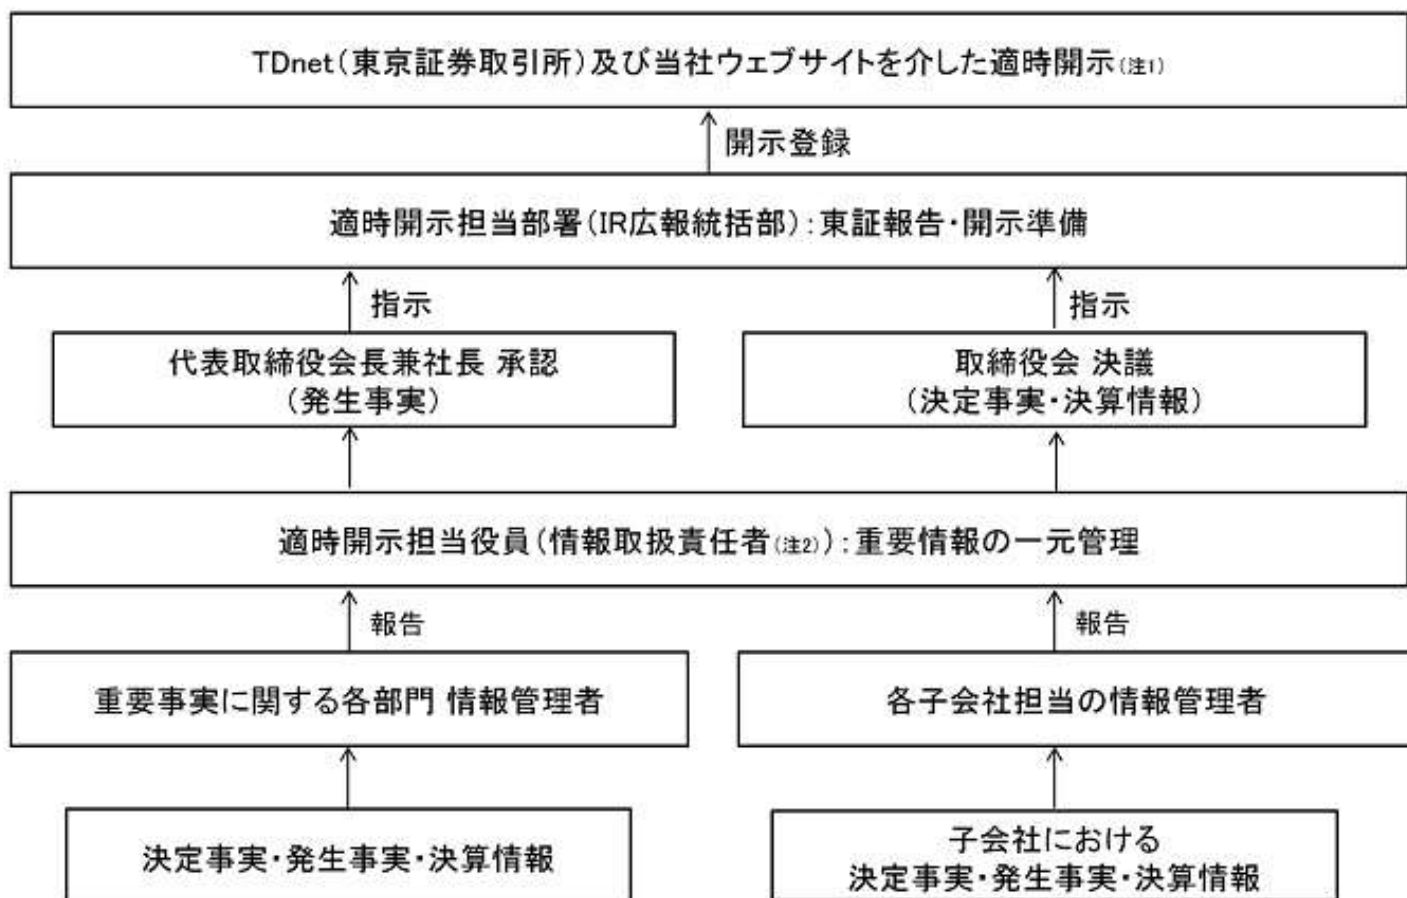 TDnet(東京証券取引所)及び当社ウェブサイトを介した適時開示(注1)
開示登録
適時開示担当部署(IR広報統括部):東証報告・開示準備
指示
指示
代表取締役会長兼社長 承認
(発生事実)
取締役会 決議
(決定事実・決算情報)
適時開示担当役員(情報取扱責任者(注2)):重要情報の一元管理
報告
報告
重要事実に関する各部門 情報管理者
各子会社担当の情報管理者
決定事実・発生事実・決算情報
子会社における
決定事実・発生事実・決算情報